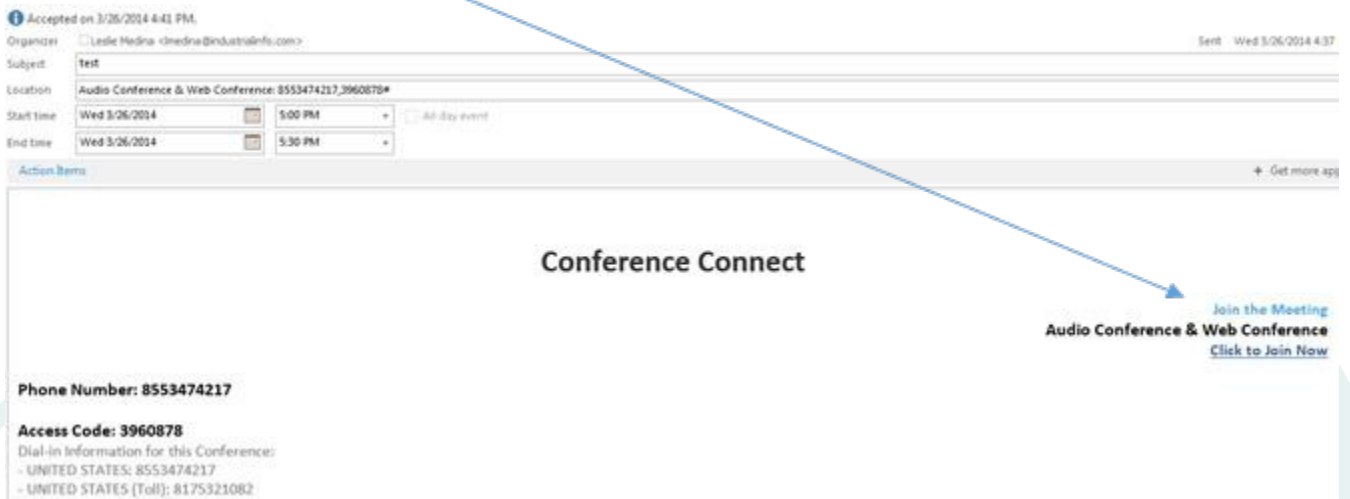 Accepted on 3/26/2014 4:41 PM.
Organizer Leslie Medina <lmedina@industrialinfo.com> Sent Wed 3/26/2014 4:37
Subject test
Location Audio Conference & Web Conference: 8553474217,3960878#
Start time Wed 3/26/2014 5:00 PM All day event
End time Wed 3/26/2014 5:30 PM
Action Items + Get more app
Conference Connect
Join the Meeting
Audio Conference & Web Conference
Click to Join Now
Phone Number: 8553474217
Access Code: 3960878
Dial-in Information for this Conference:
- UNITED STATES: 8553474217
- UNITED STATES (Toll): 8175321082